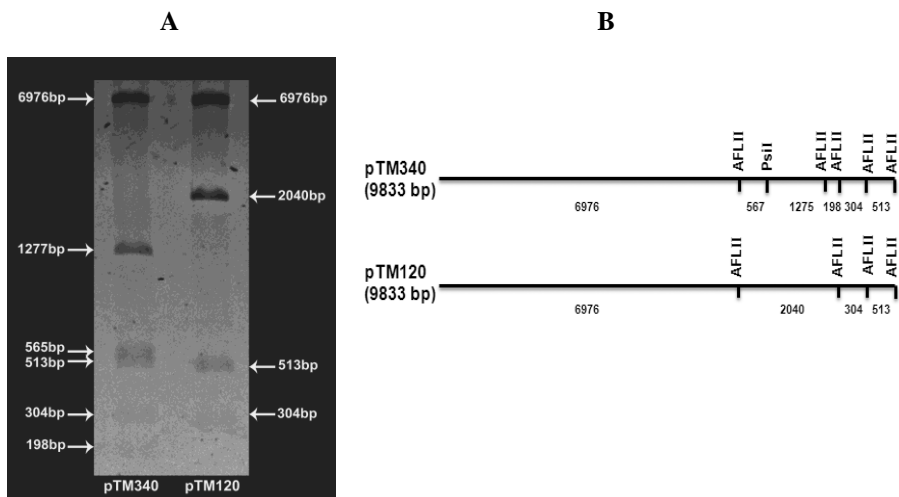 A
B
6976bp
6976bp
2040bp
1277bp
565bp
513bp
513bp
304bp
304bp
198bp
pTM340 pTM120
AFLII PsiI AFLII AFLII AFLII AFLII
pTM340
(9833 bp)
6976 567 1275 198 304 513
AFLII AFLII AFLII AFLII
pTM120
(9833 bp)
6976 2040 304 513